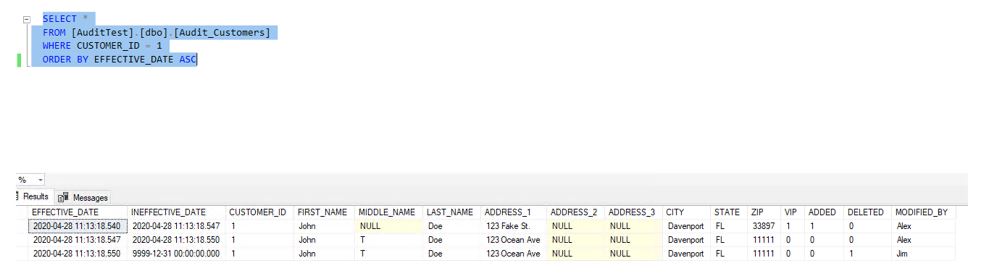 SELECT *
FROM [AuditTest].[dbo].[Audit_Customers]
WHERE CUSTOMER_ID = 1
ORDER BY EFFECTIVE_DATE ASC
%
Results Messages
EFFECTIVE_DATE INEFFECTIVE_DATE CUSTOMER_ID FIRST_NAME MIDDLE_NAME LAST_NAME ADDRESS_1 ADDRESS_2 ADDRESS_3 CITY STATE ZIP VIP ADDED DELETED MODIFIED_BY
2020-04-28 11:13:18.540 2020-04-28 11:13:18.547 1 John NULL Doe 123 Fake St. NULL NULL Davenport FL 33897 1 1 0 Alex
2020-04-28 11:13:18.547 2020-04-28 11:13:18.550 1 John T Doe 123 Ocean Ave NULL NULL Davenport FL 11111 0 0 0 Alex
2020-04-28 11:13:18.550 9999-12-31 00:00:00.000 1 John T Doe 123 Ocean Ave NULL NULL Davenport FL 11111 0 0 1 Jim